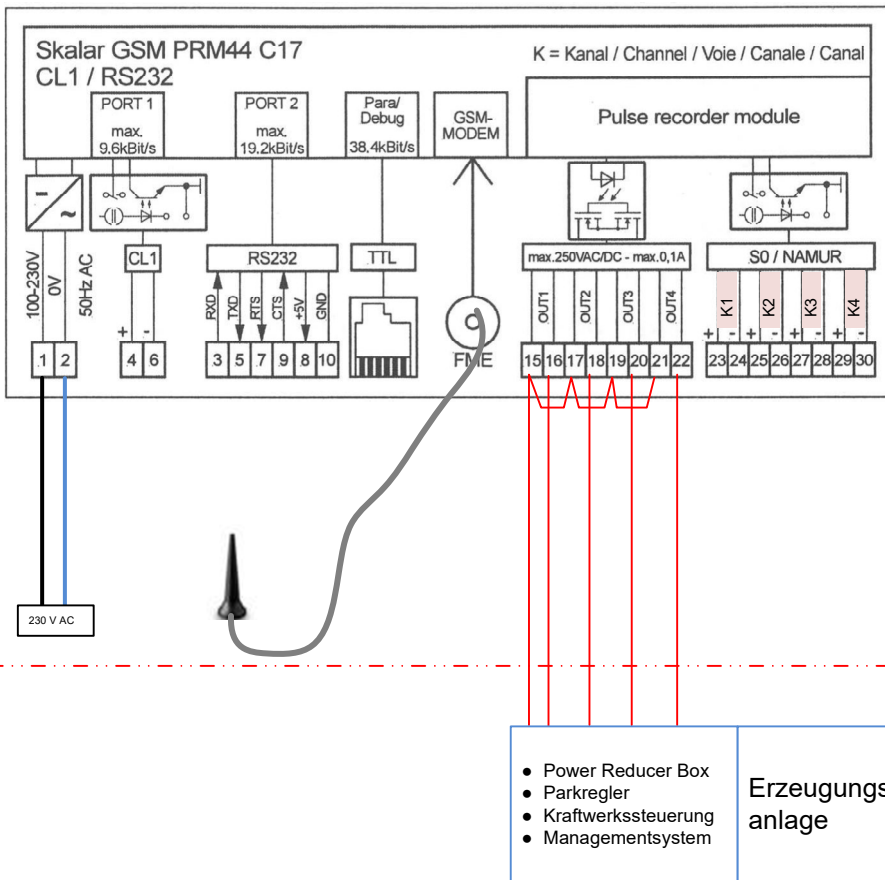 Skalar GSM PRM44 C17
CL1 / RS232
K = Kanal / Channel / Voie / Canale / Canal
PORT 1
max.
9.6kBit/s
PORT 2
max.
19.2kBit/s
Para/
Debug
38.4kBit/s
GSM-
MODEM
Pulse recorder module
100-230V
0V
50Hz AC
CL1
RS232
TTL
max.250VAC/DC - max.0,1A
S0 / NAMUR
RXD
TXD
RTS
CTS
+5V
GND
FME
OUT1
OUT2
OUT3
OUT4
K1
K2
K3
K4
+ -
+ - + - + - + -
1 2
4 6
3 5 7 9 8 10
15 16 17 18 19 20 21 22
23 24 25 26 27 28 29 30
230 V AC
● Power Reducer Box
● Parkregler
● Kraftwerkssteuerung
● Managementsystem
Erzeugungs
anlage